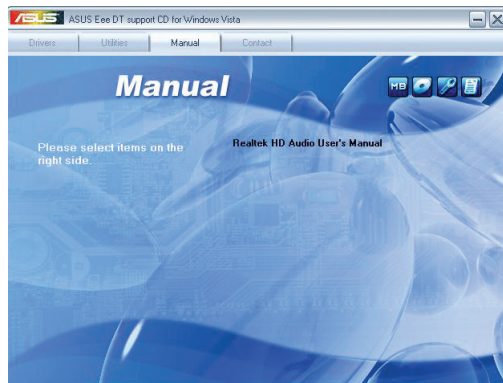 ASUS ASUS Eee DT support CD for Windows Vista
Drivers Utilities Manual Contact
Manual
MB
Please select items on the
right side.
Realtek HD Audio User's Manual